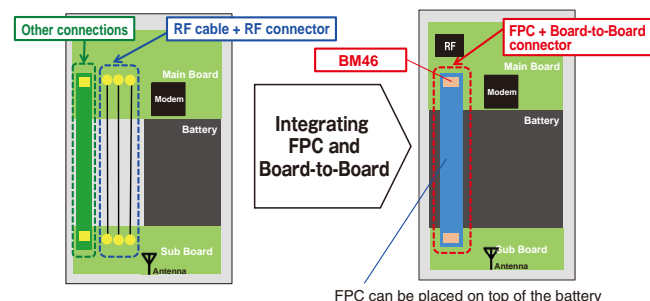 Other connections
RF cable + RF connector
Main Board
Modem
Battery
Sub Board
Antenna
Integrating
FPC and
Board-to-Board
BM46
FPC + Board-to-Board
connector
RF
Main Board
Modem
Battery
Sub Board
Antenna
FPC can be placed on top of the battery